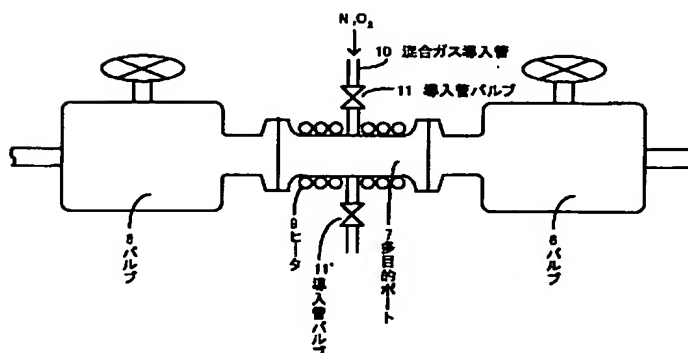 N,O₂
10 混合ガス導入管
11 導入管バルブ
バルブ
9ヒータ
11' 導入管バルブ
7多目的ポート
6バルブ